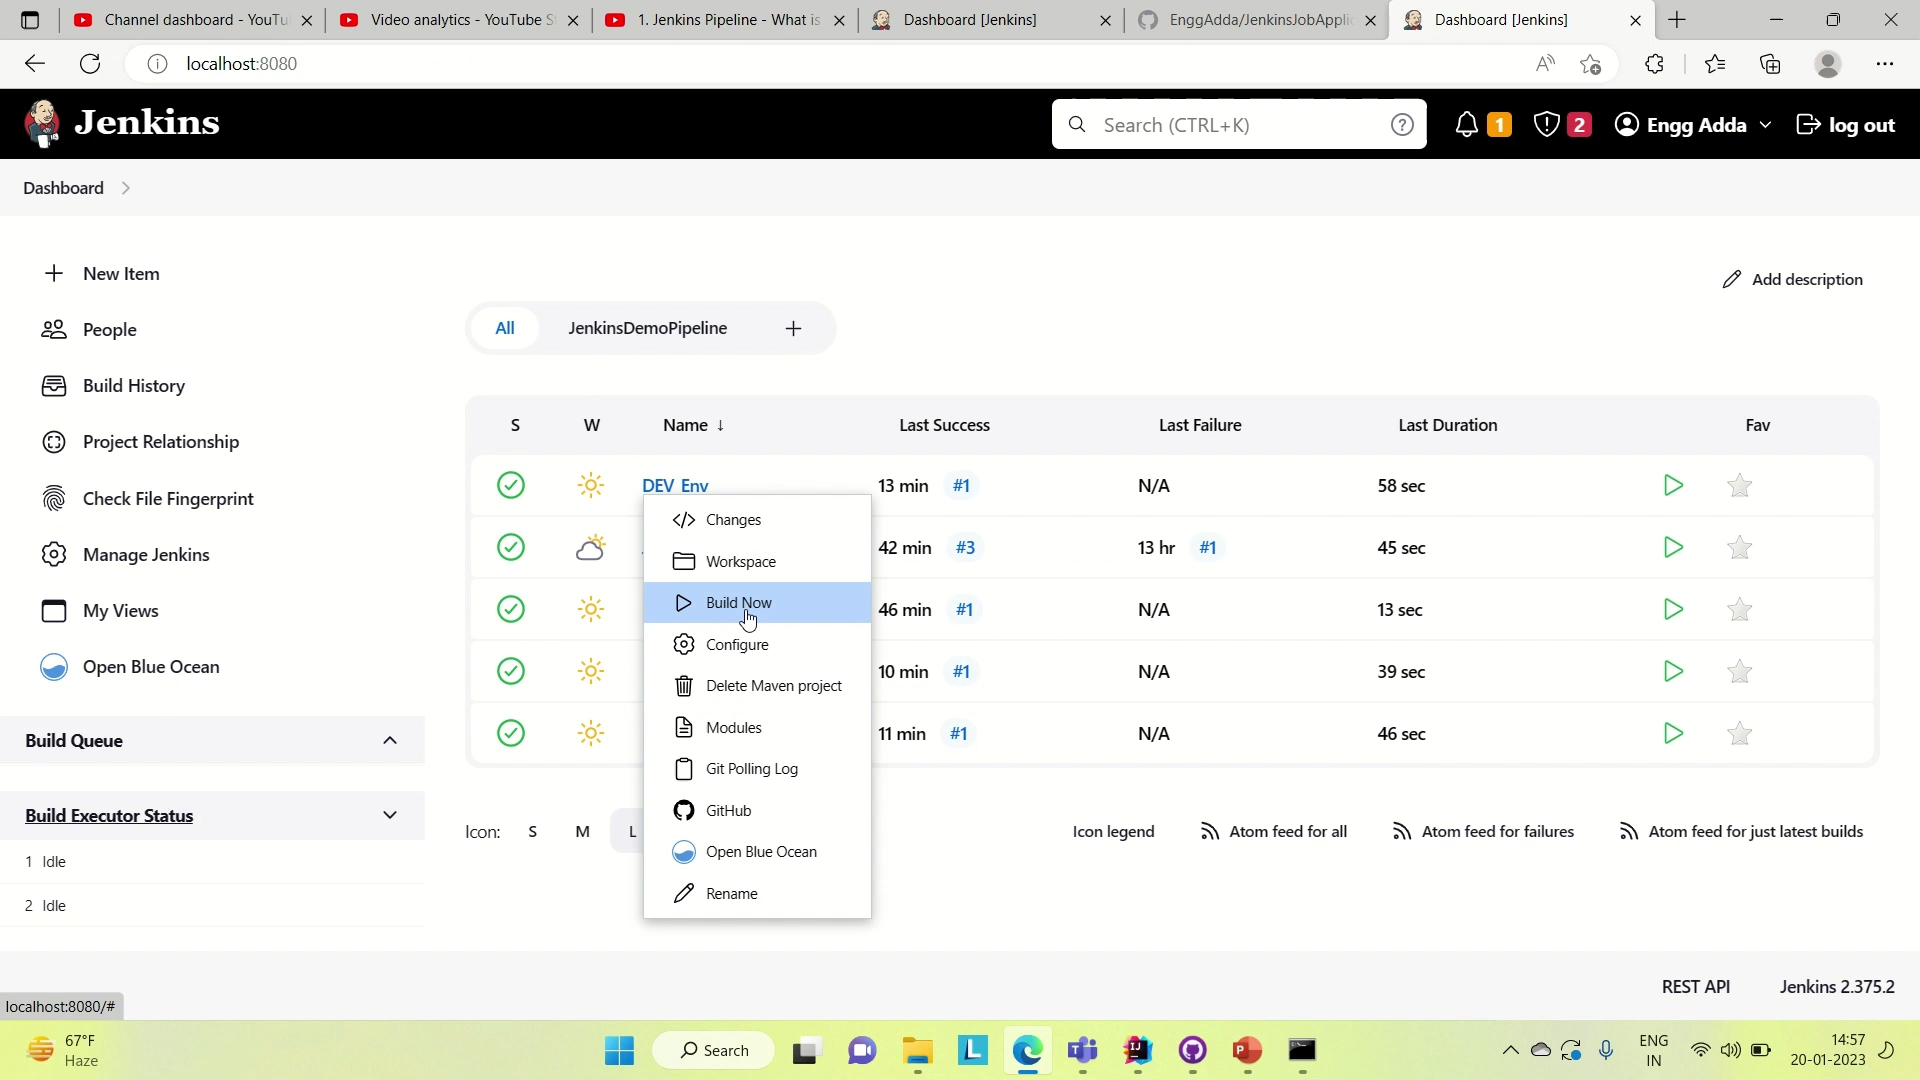 Channel dashboard - YouTu
Video analytics - YouTube S
1. Jenkins Pipeline - What is
Dashboard [Jenkins]
EnggAdda/JenkinsJobApplic
Dashboard [Jenkins]
localhost:8080
Jenkins
Search (CTRL+K)
1
2
Engg Adda
log out
Dashboard
New Item
Add description
People
All
JenkinsDemoPipeline
Build History
S W Name ↓ Last Success Last Failure Last Duration Fav
Project Relationship
DEV Env 13 min #1 N/A 58 sec
Check File Fingerprint
Changes
42 min #3 13 hr #1 45 sec
Manage Jenkins
Workspace
Build Now
46 min #1 N/A 13 sec
My Views
Configure
Open Blue Ocean
10 min #1 N/A 39 sec
Delete Maven project
Modules
11 min #1 N/A 46 sec
Build Queue
Git Polling Log
GitHub
Build Executor Status
Icon: S M L
Icon legend
Atom feed for all
Atom feed for failures
Atom feed for just latest builds
Open Blue Ocean
1 Idle
Rename
2 Idle
REST API
Jenkins 2.375.2
localhost:8080/#
67°F
Haze
Search
ENG
IN
14:57
20-01-2023